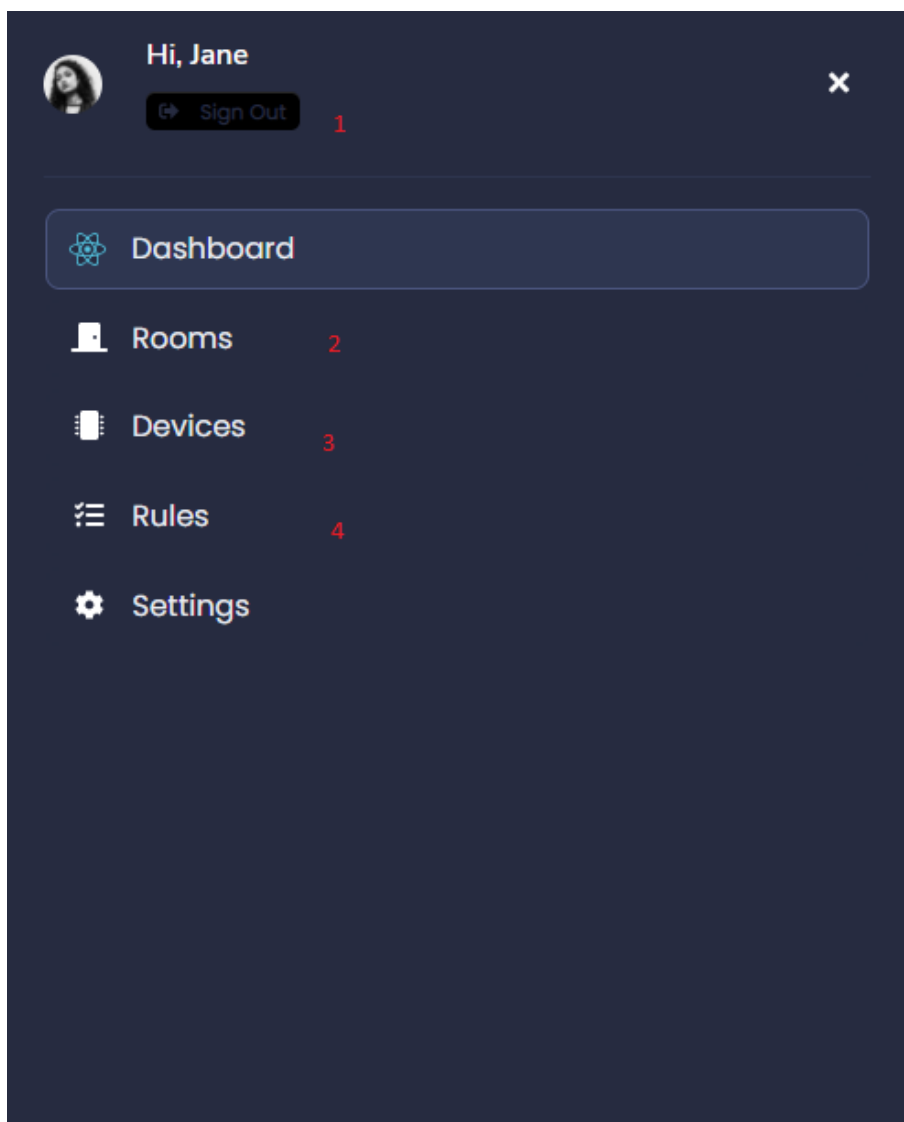 Hi, Jane
Sign Out
1
Dashboard
Rooms
2
Devices
3
Rules
4
Settings